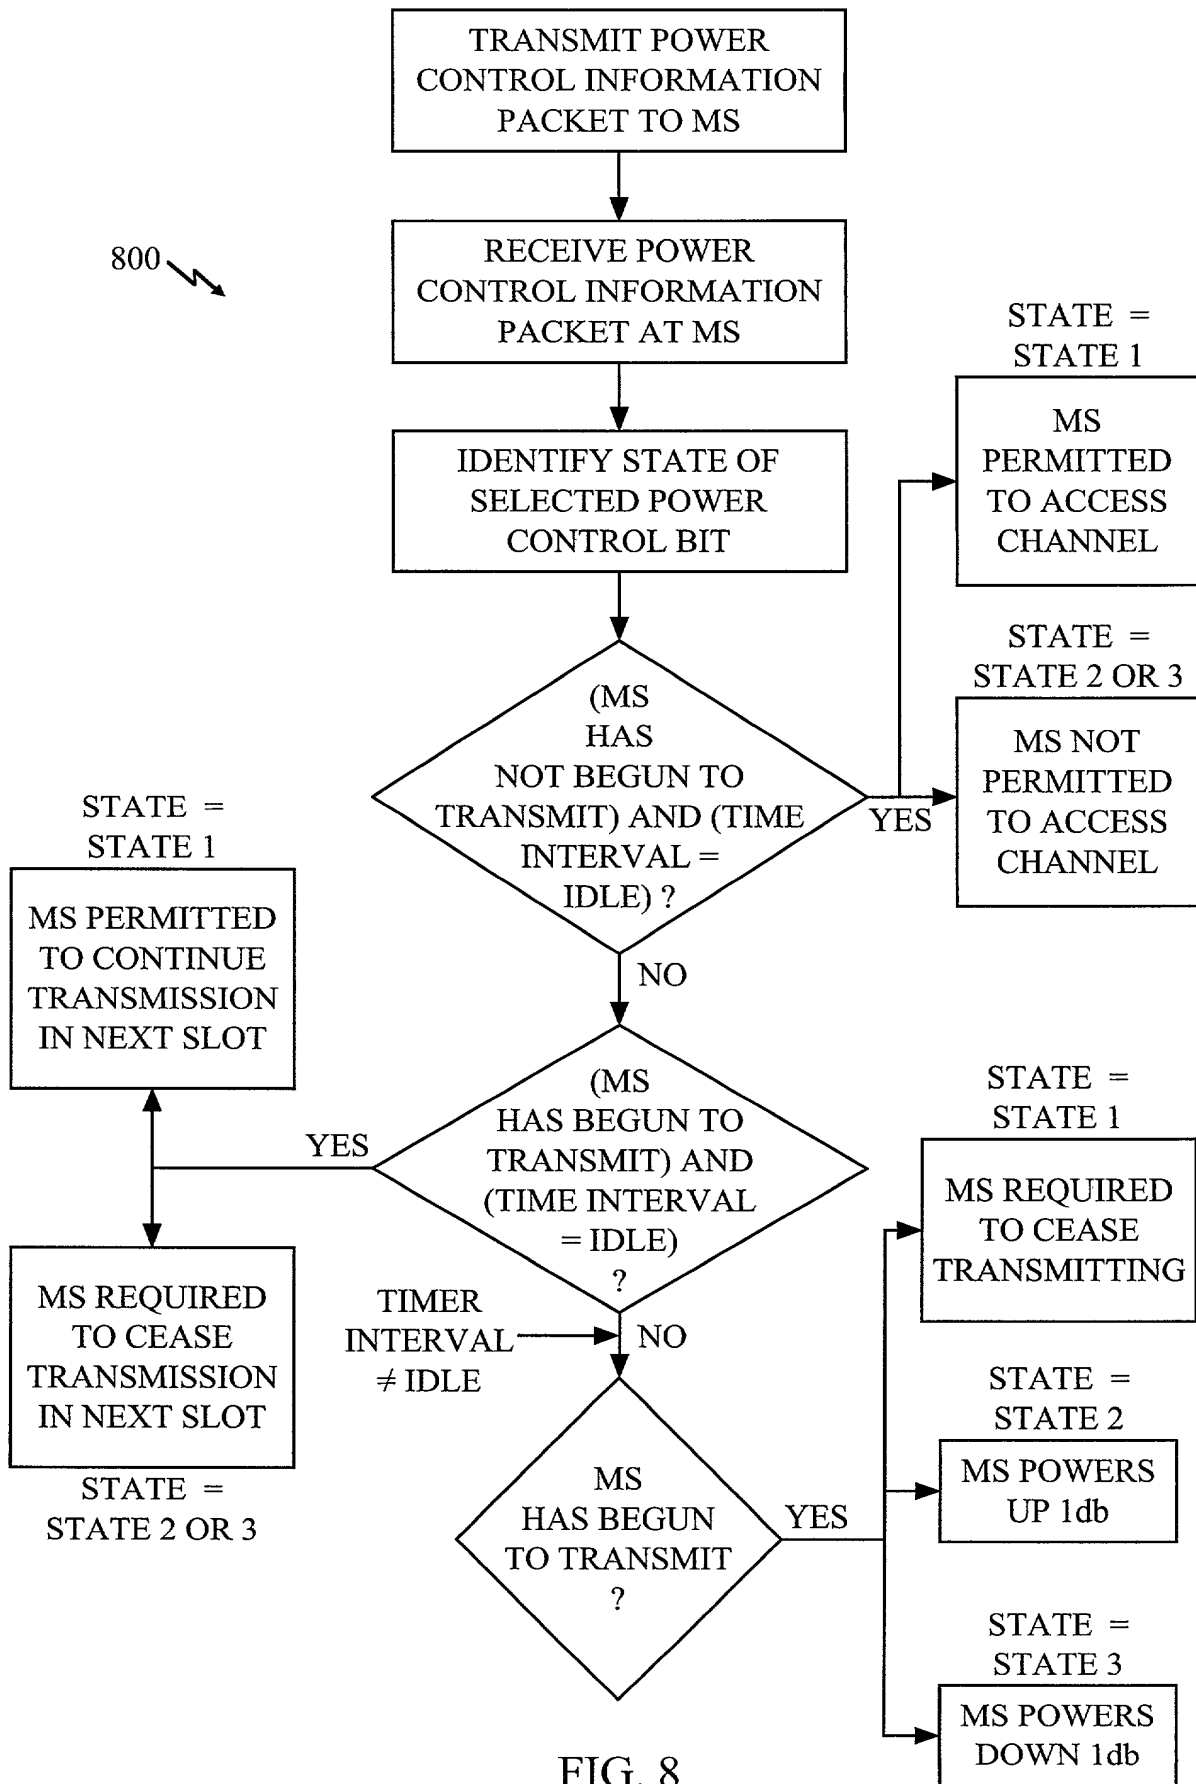 TRANSMIT POWER
CONTROL INFORMATION
PACKET TO MS
800
RECEIVE POWER
CONTROL INFORMATION
PACKET AT MS
IDENTIFY STATE OF
SELECTED POWER
CONTROL BIT
STATE =
STATE 1
MS
PERMITTED
TO ACCESS
CHANNEL
STATE =
STATE 2 OR 3
MS NOT
PERMITTED
TO ACCESS
CHANNEL
(MS
HAS
NOT BEGUN TO
TRANSMIT) AND (TIME
INTERVAL =
IDLE) ?
YES
NO
STATE =
STATE 1
MS PERMITTED
TO CONTINUE
TRANSMISSION
IN NEXT SLOT
YES
(MS
HAS BEGUN TO
TRANSMIT) AND
(TIME INTERVAL
= IDLE)
?
MS REQUIRED
TO CEASE
TRANSMISSION
IN NEXT SLOT
STATE =
STATE 2 OR 3
TIMER
INTERVAL
≠ IDLE
NO
MS
HAS BEGUN
TO TRANSMIT
?
YES
STATE =
STATE 1
MS REQUIRED
TO CEASE
TRANSMITTING
STATE =
STATE 2
MS POWERS
UP 1db
STATE =
STATE 3
MS POWERS
DOWN 1db
FIG. 8